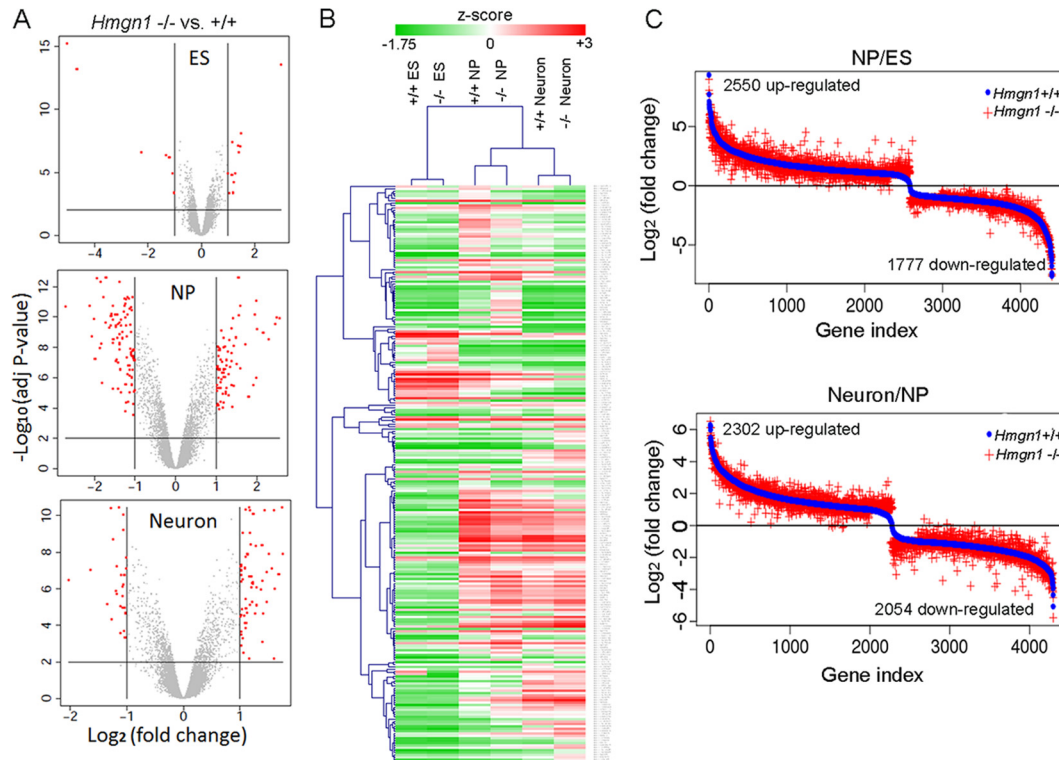 A
Hmgn1 -/- vs. +/+
ES
15
10
5
0
-4
-2
0
2
NP
12
10
8
6
4
2
0
-2
-1
0
1
2
Neuron
10
8
6
4
2
0
-2
-1
0
1
-Log₁₀(adj P-value)
Log₂ (fold change)
B
z-score
-1.75
0
+3
+/+ ES
-/- ES
+/+ NP
-/- NP
+/+ Neuron
-/- Neuron
C
NP/ES
2550 up-regulated
Hmgn1+/+
Hmgn1 -/-
5
0
-5
1777 down-regulated
0
1000
2000
3000
4000
Log₂ (fold change)
Gene index
Neuron/NP
2302 up-regulated
Hmgn1+/+
Hmgn1 -/-
6
4
2
0
-2
-4
-6
2054 down-regulated
0
1000
2000
3000
4000
Log₂ (fold change)
Gene index